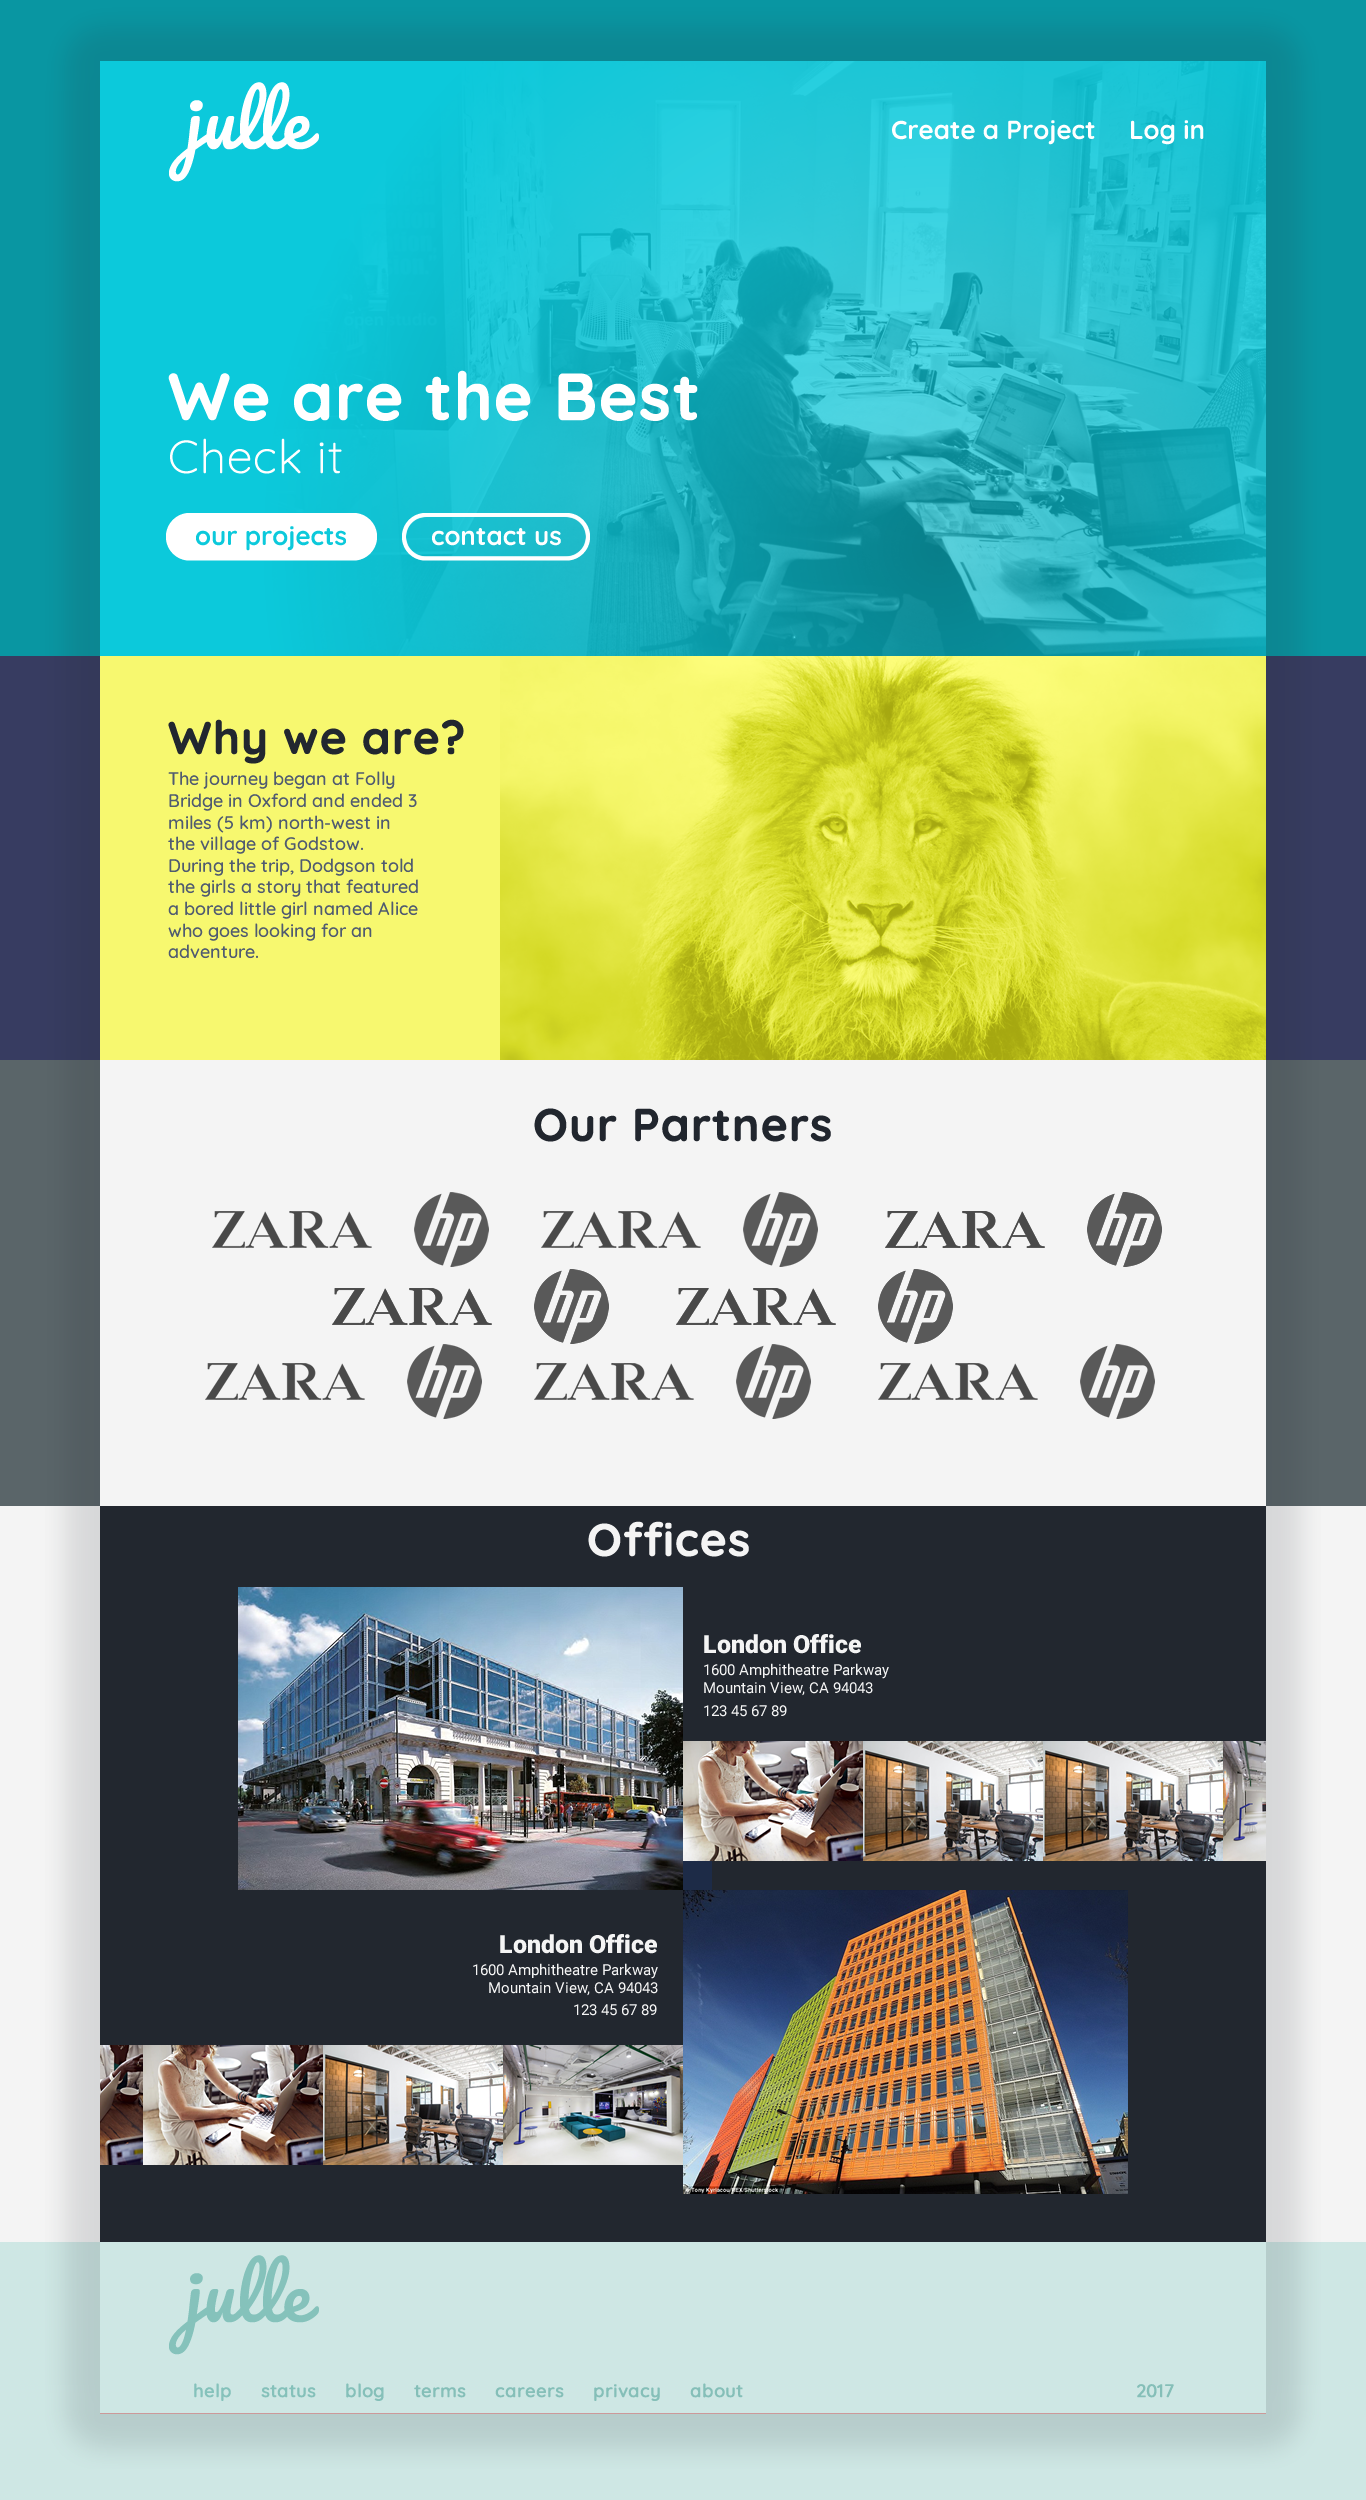 julle
Create a Project Log in
We are the Best
Check it
our projects contact us
Why we are?
The journey began at Folly
Bridge in Oxford and ended 3
miles (5 km) north-west in
the village of Godstow.
During the trip, Dodgson told
the girls a story that featured
a bored little girl named Alice
who goes looking for an
adventure.
Our Partners
ZARA hp ZARA hp ZARA hp
ZARA hp ZARA hp
ZARA hp ZARA hp ZARA hp
Offices
London Office
1600 Amphitheatre Parkway
Mountain View, CA 94043
123 45 67 89
London Office
1600 Amphitheatre Parkway
Mountain View, CA 94043
123 45 67 89
Tony Kyriacou/REX/Shutterstock
julle
help status blog terms careers privacy about 2017